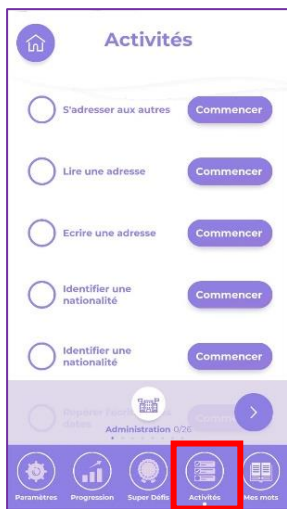 Activités
S'adresser aux autres Commencer
Lire une adresse Commencer
Ecrire une adresse Commencer
Identifier une
nationalité Commencer
Identifier une
nationalité Commencer
Administration 0/26
Paramètres Progression Super Défis Activités Mes mots